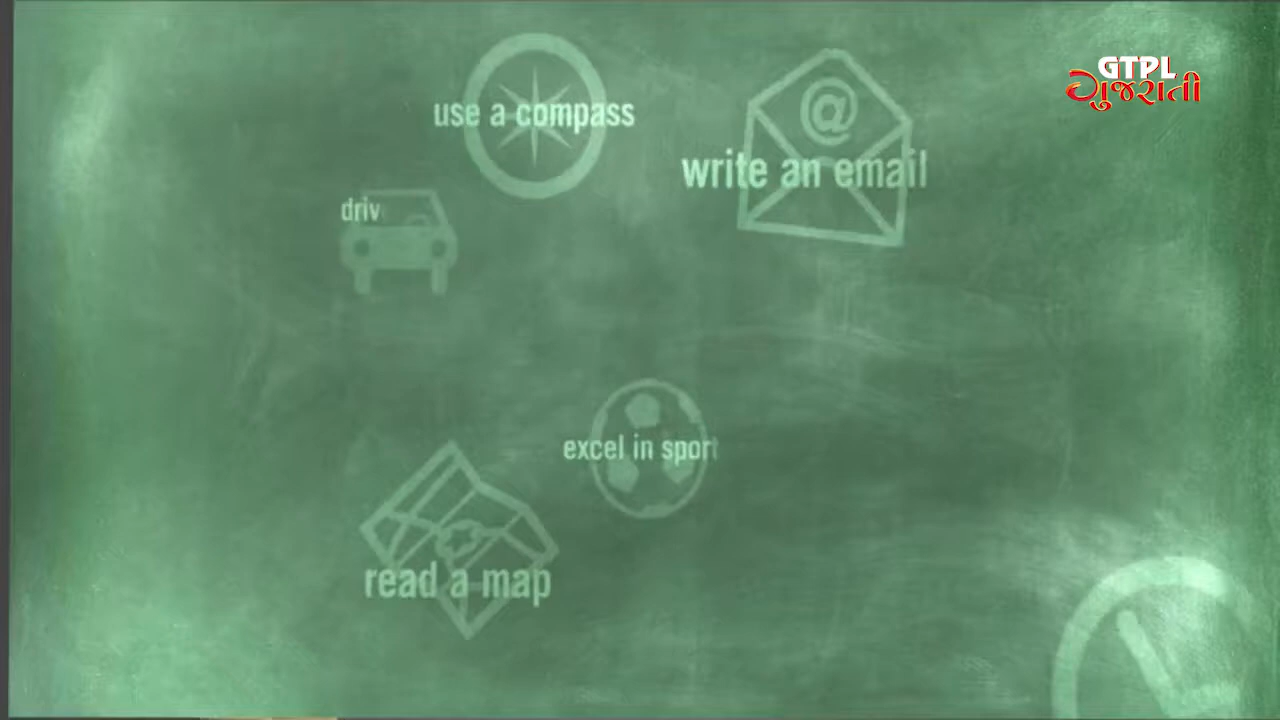 GTPL
ગુજરાતી
use a compass
@
write an email
driv
excel in sport
read a map